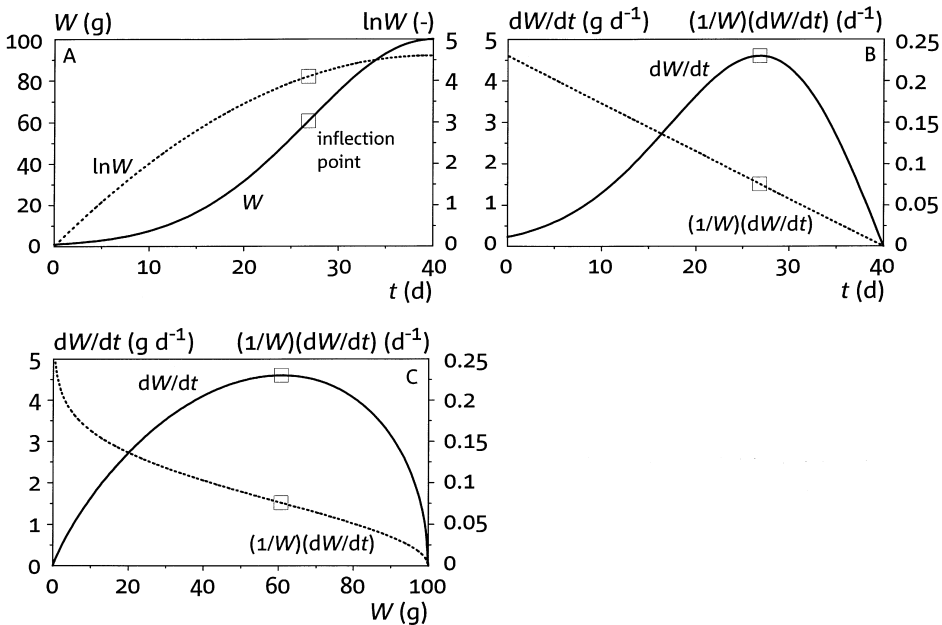 W (g) lnW (-)
100 5
A
80 4
60 3
inflection
point
40 2
lnW
W
20 1
0 0
0 10 20 30 40
t (d)
dW/dt (g d⁻¹) (1/W)(dW/dt) (d⁻¹)
5 0.25
B
dW/dt
4 0.2
3 0.15
2 0.1
1 0.05
(1/W)(dW/dt)
0 0
0 10 20 30 40
t (d)
dW/dt (g d⁻¹) (1/W)(dW/dt) (d⁻¹)
5 0.25
dW/dt C
4 0.2
3 0.15
2 0.1
1 0.05
(1/W)(dW/dt)
0 0
0 20 40 60 80 100
W (g)